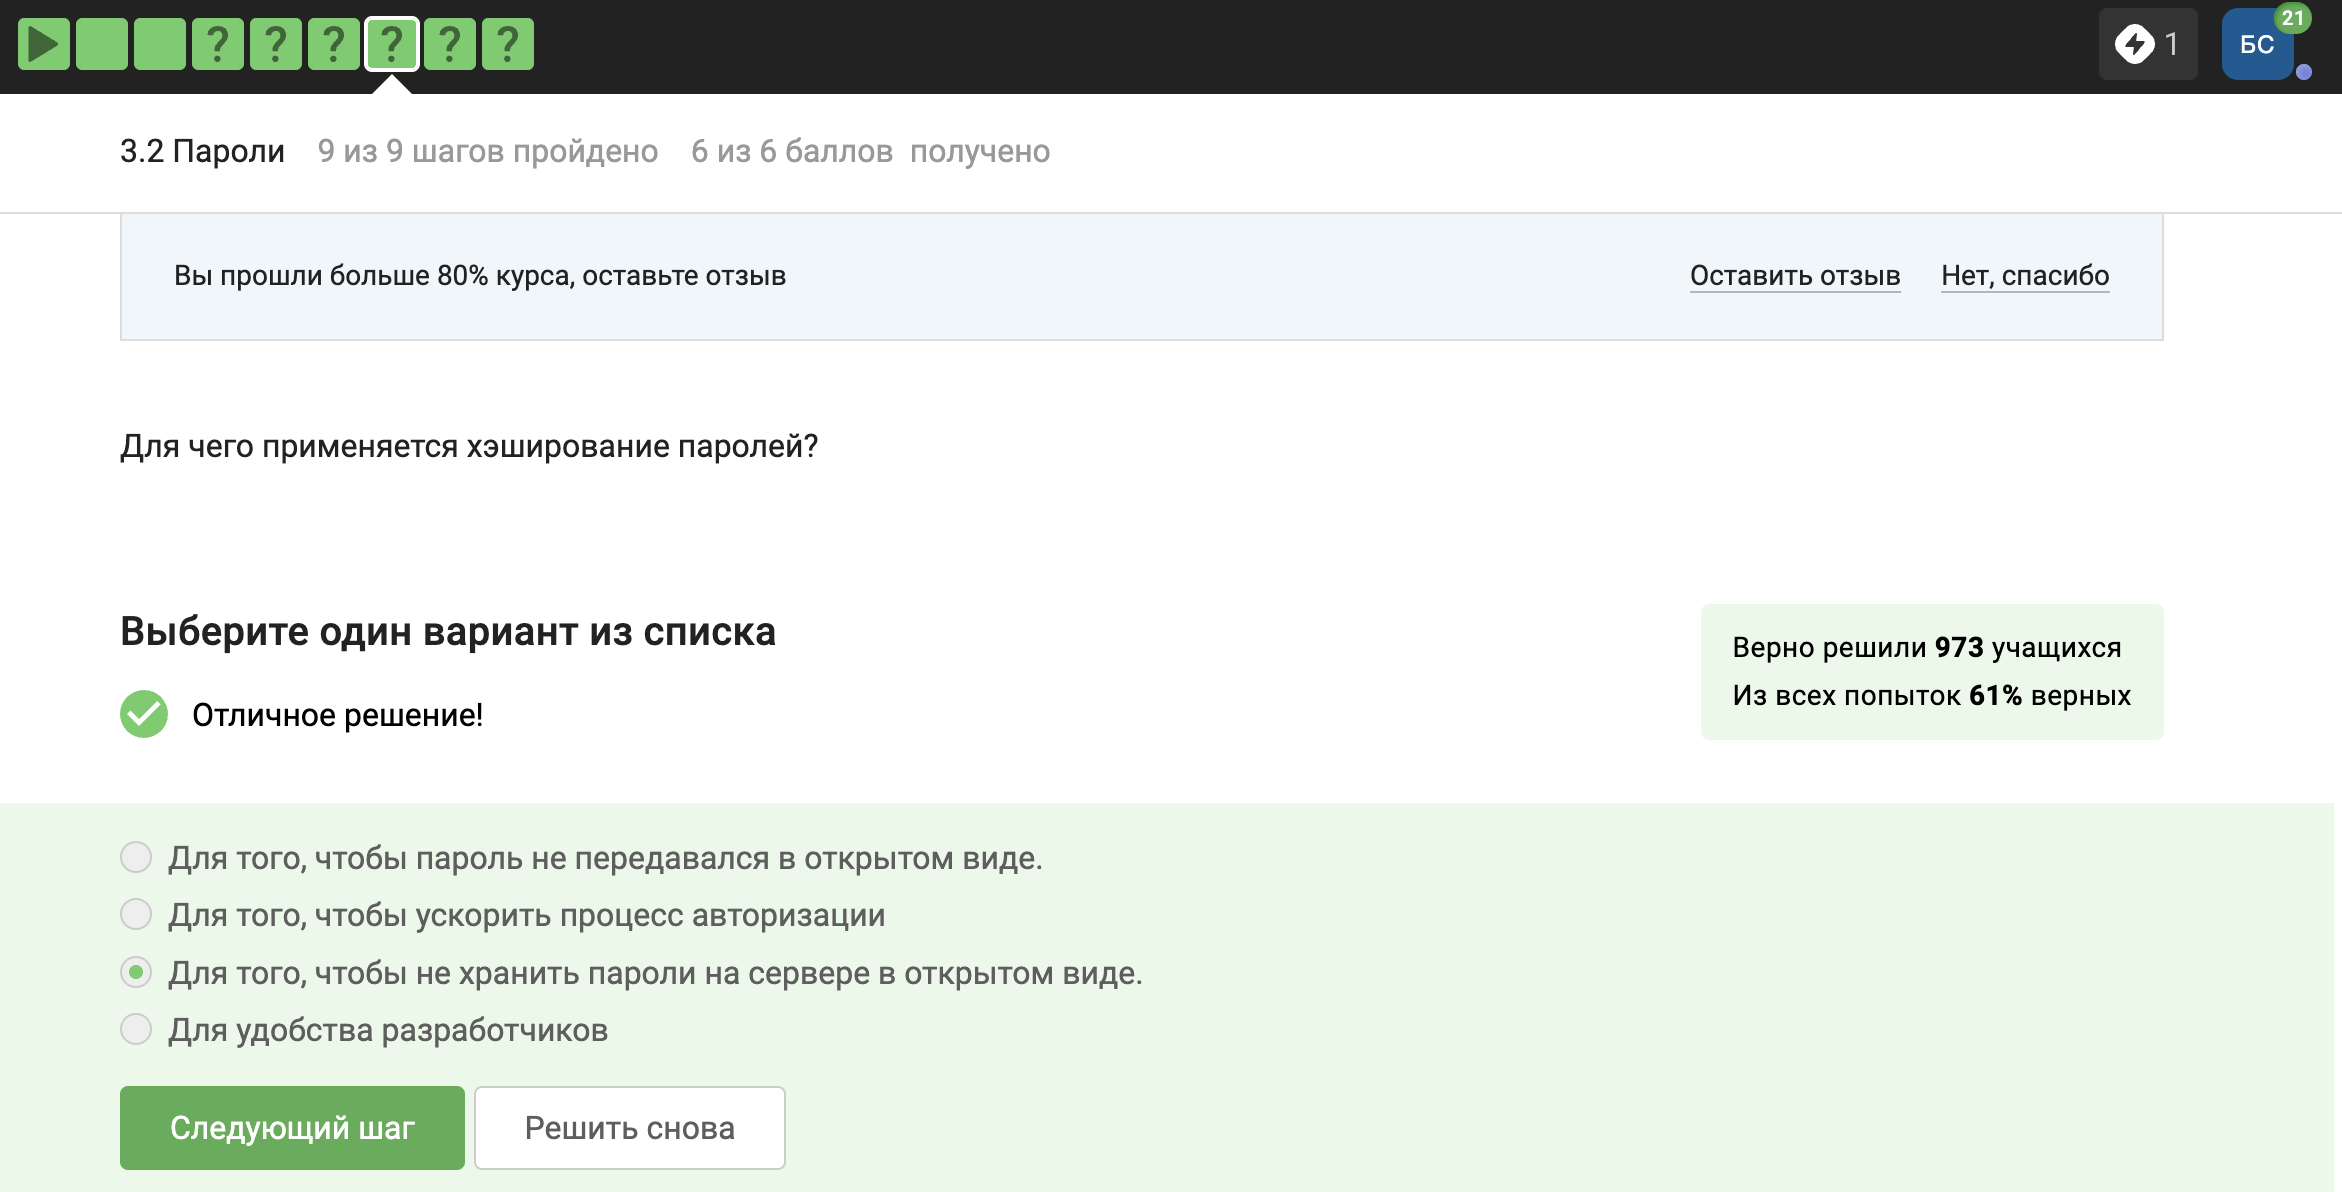 ? ? ? ? ? ?
1
БС
21
3.2 Пароли 9 из 9 шагов пройдено 6 из 6 баллов получено
Вы прошли больше 80% курса, оставьте отзыв
Оставить отзыв Нет, спасибо
Для чего применяется хэширование паролей?
Выберите один вариант из списка
Отличное решение!
Верно решили 973 учащихся
Из всех попыток 61% верных
Для того, чтобы пароль не передавался в открытом виде.
Для того, чтобы ускорить процесс авторизации
Для того, чтобы не хранить пароли на сервере в открытом виде.
Для удобства разработчиков
Следующий шаг Решить снова